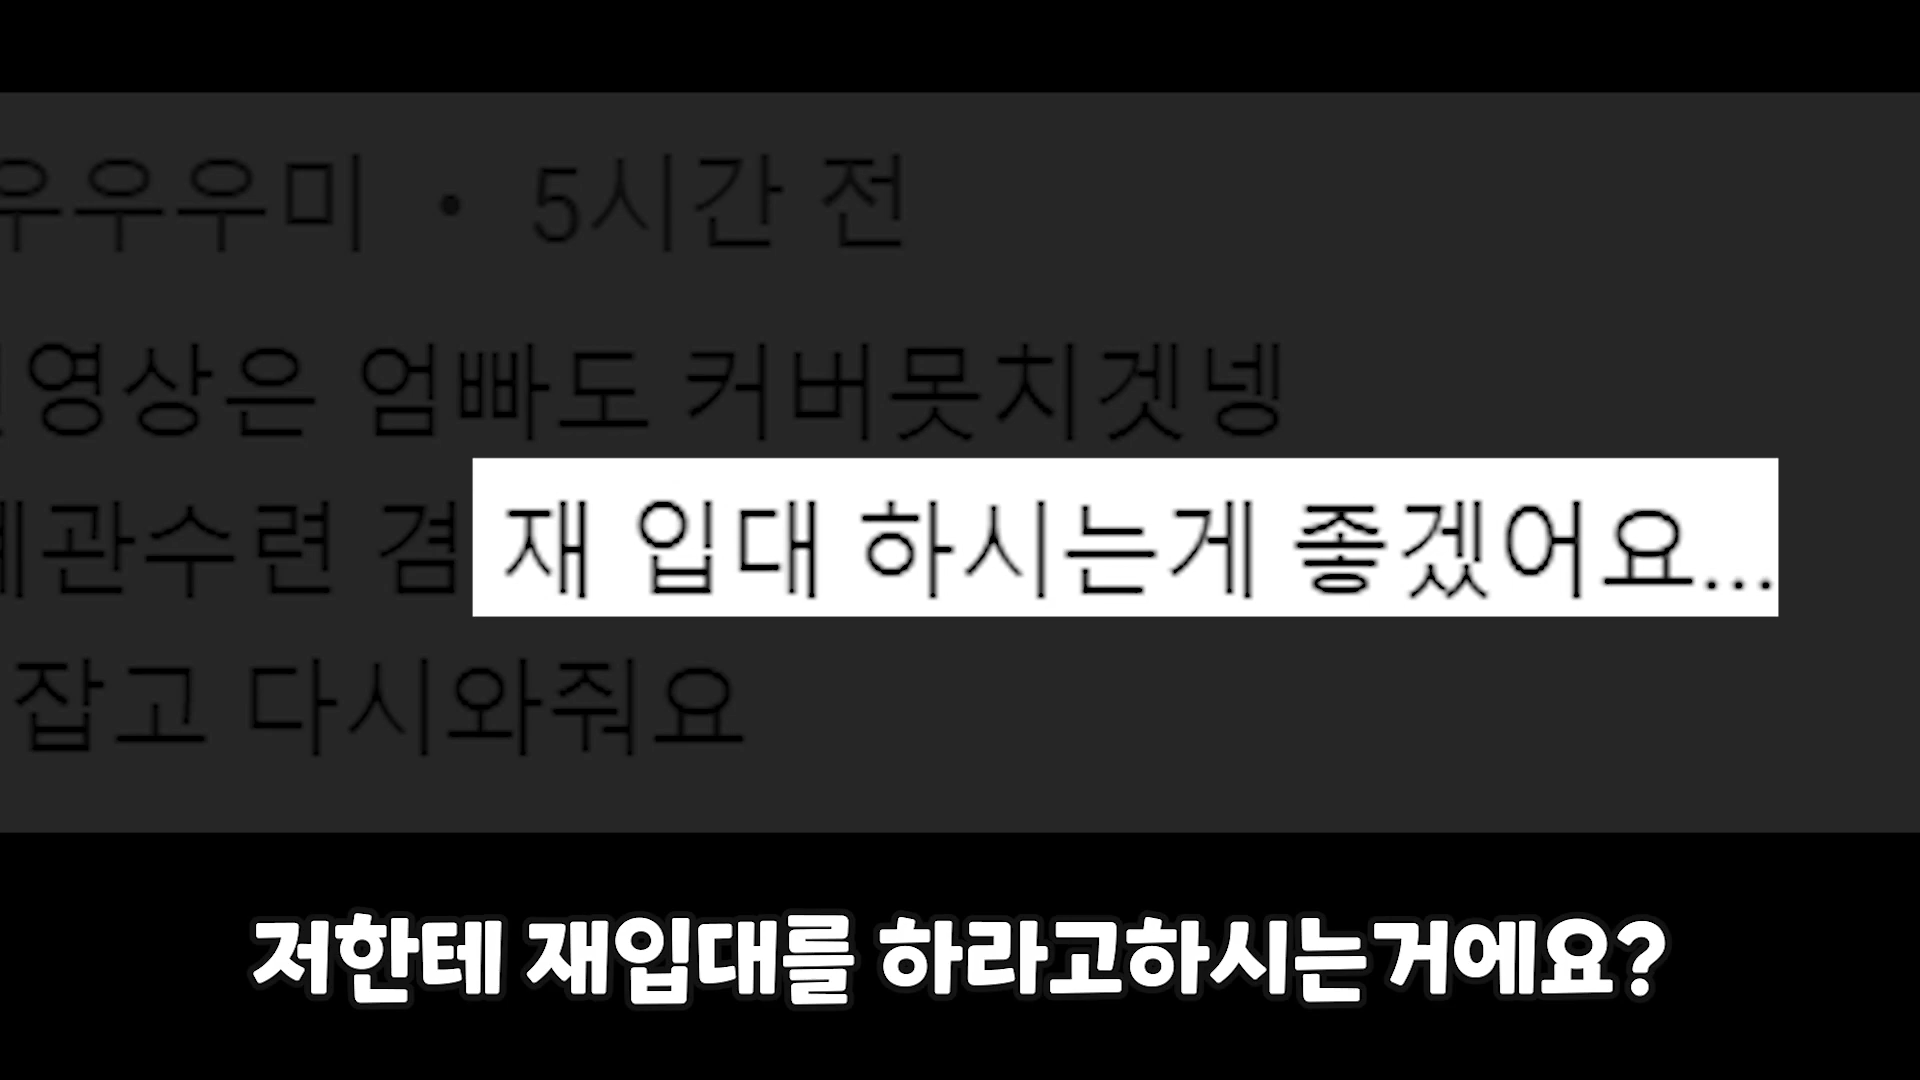 우우우미 · 5시간 전
영상은 엄빠도 커버못치겟넹
관수련 겸 재 입대 하시는게 좋겠어요...
잡고 다시와줘요
저한테 재입대를 하라고하시는거에요?